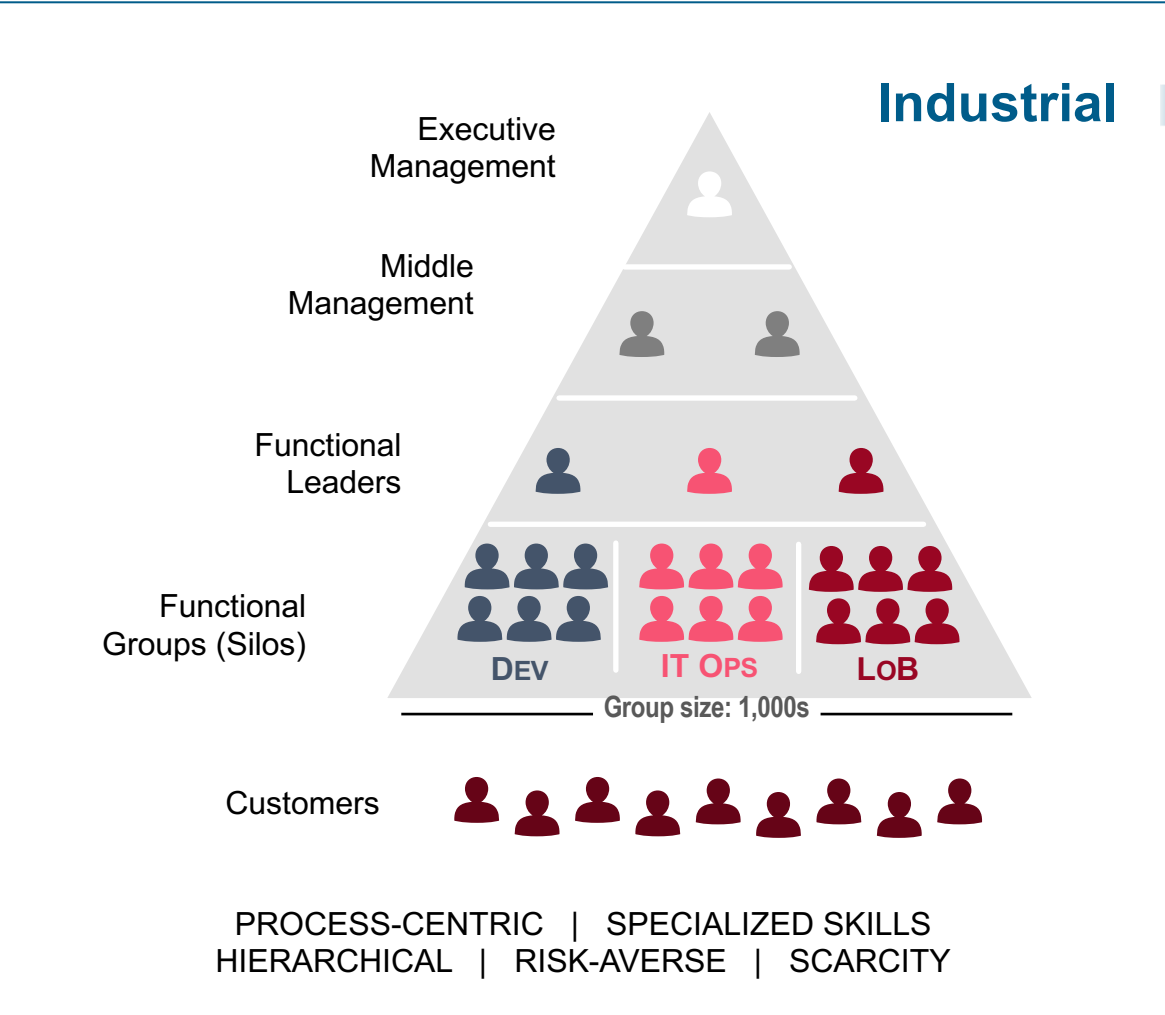 Industrial
Executive
Management
Middle
Management
Functional
Leaders
Functional
Groups (Silos)
DEV
IT OPS
LOB
Group size: 1,000s
Customers
PROCESS-CENTRIC | SPECIALIZED SKILLS
HIERARCHICAL | RISK-AVERSE | SCARCITY